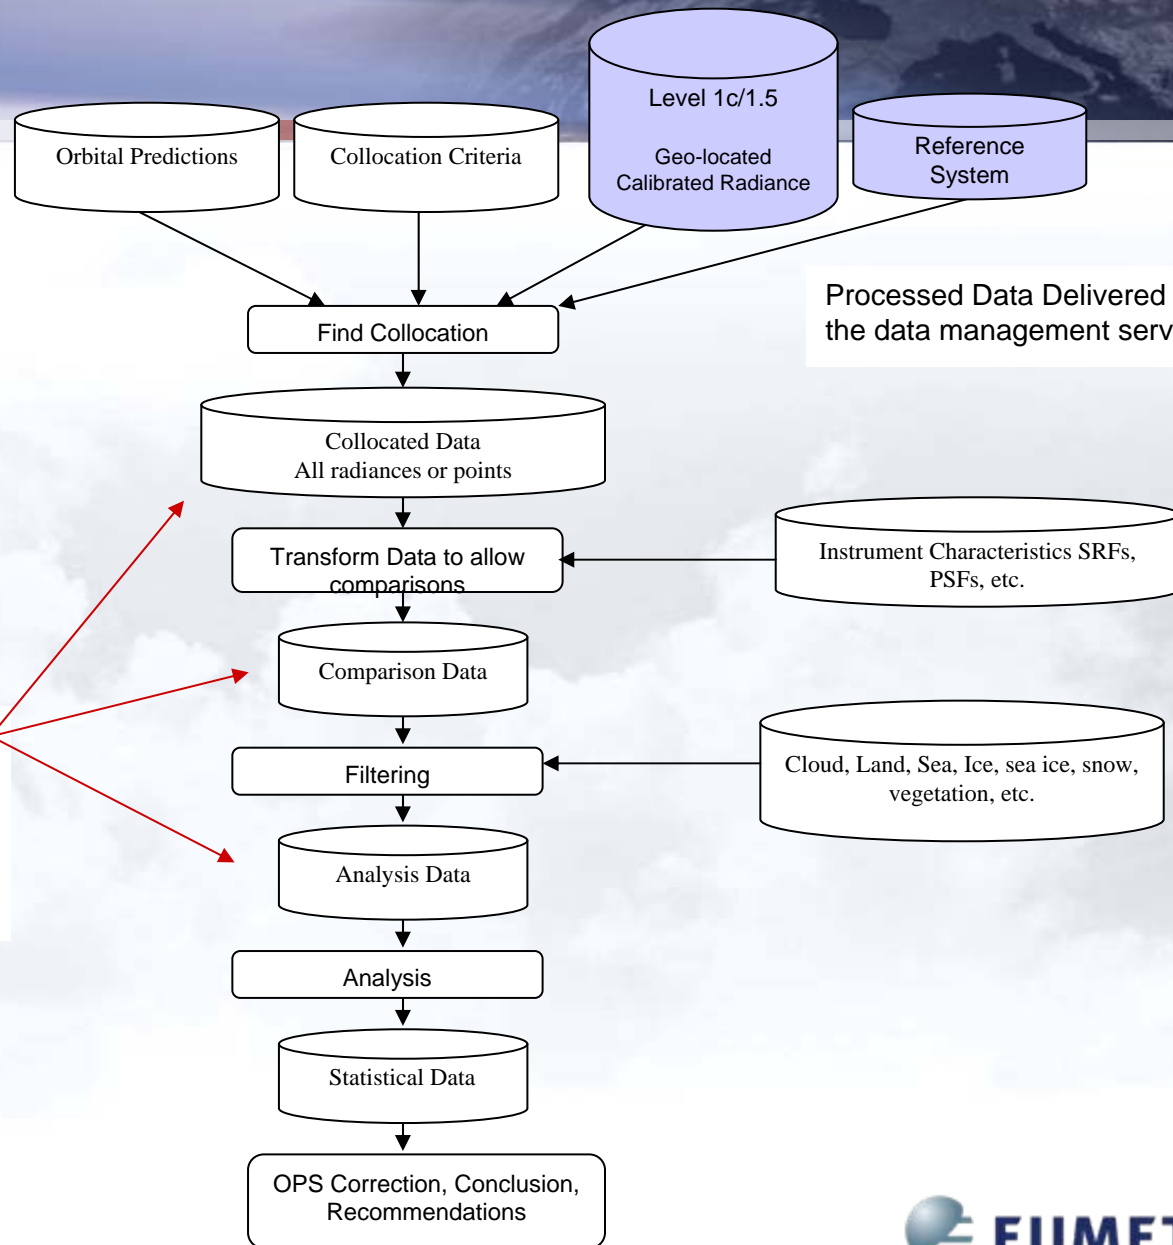 Orbital Predictions
Collocation Criteria
Level 1c/1.5
Geo-located
Calibrated Radiance
Reference
System
Processed Data Delivered
the data management serv
Find Collocation
Collocated Data
All radiances or points
Transform Data to allow
comparisons
Instrument Characteristics SRFs,
PSFs, etc.
Comparison Data
Filtering
Cloud, Land, Sea, Ice, sea ice, snow,
vegetation, etc.
Analysis Data
Analysis
Statistical Data
OPS Correction, Conclusion,
Recommendations
EUMET